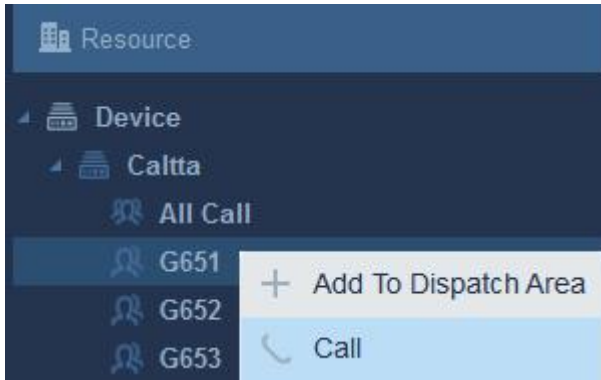 Resource
Device
Caltta
All Call
G651
Add To Dispatch Area
G652
Call
G653